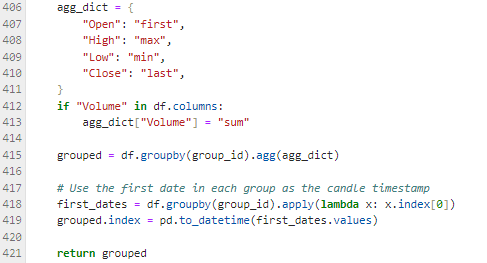 406 agg_dict = {
407 "Open": "first",
408 "High": "max",
409 "Low": "min",
410 "Close": "last",
411 }
412 if "Volume" in df.columns:
413 agg_dict["Volume"] = "sum"
414
415 grouped = df.groupby(group_id).agg(agg_dict)
416
417 # Use the first date in each group as the candle timestamp
418 first_dates = df.groupby(group_id).apply(lambda x: x.index[0])
419 grouped.index = pd.to_datetime(first_dates.values)
420
421 return grouped